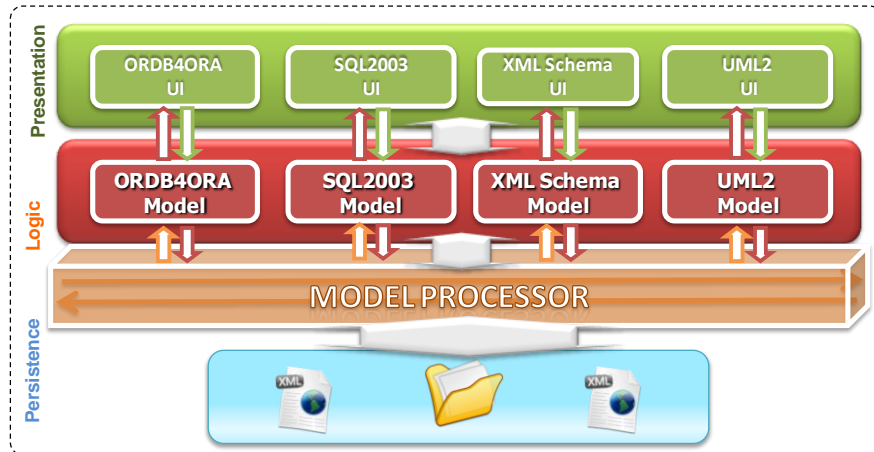 Presentation
ORDB4ORA
UI
SQL2003
UI
XML Schema
UI
UML2
UI
Logic
ORDB4ORA
Model
SQL2003
Model
XML Schema
Model
UML2
Model
MODEL PROCESSOR
Persistence
XML
XML